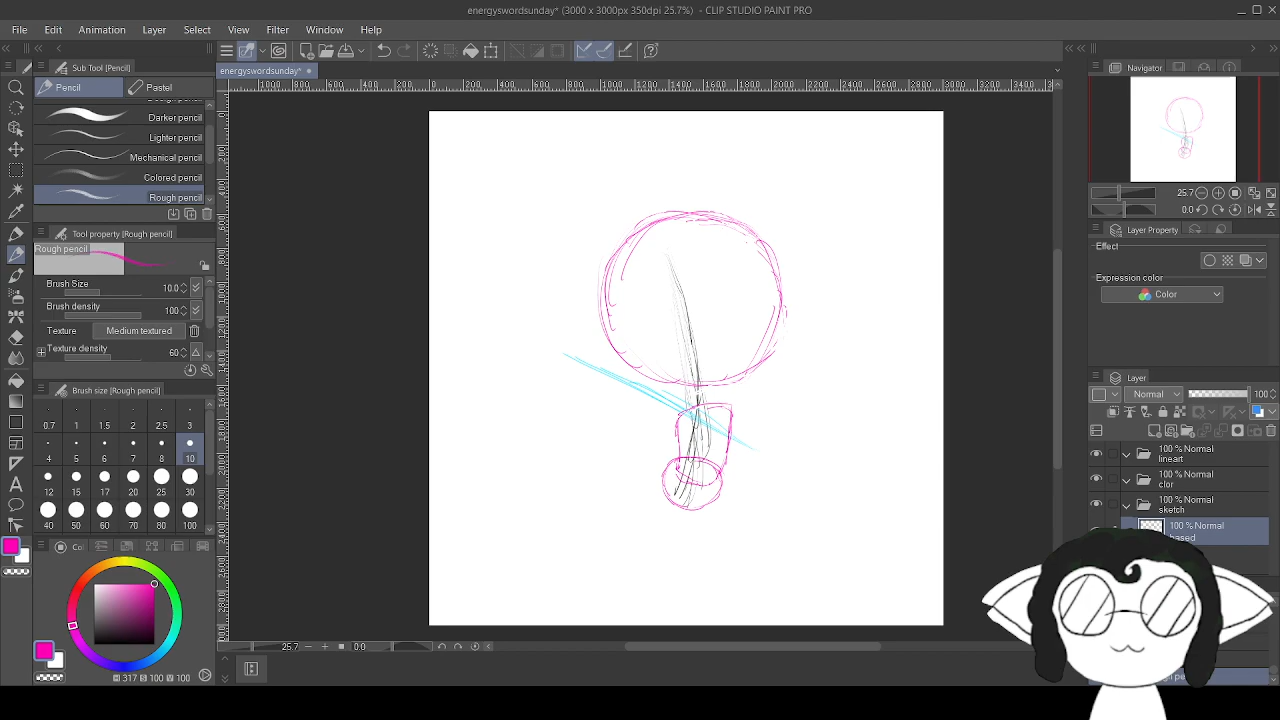 energyswordsunday* (3000 x 3000px 350dpi 25.7%) - CLIP STUDIO PAINT PRO
File Edit Animation Layer Select View Filter Window Help
Sub Tool [Pencil]
energyswordsunday*
Navigator
Pencil Pastel
Darker pencil
Lighter pencil
Mechanical pencil
Colored pencil
Rough pencil
Tool property [Rough pencil]
Rough pencil
Brush Size 10.0
Brush density 100
Texture Medium textured
Texture density 60
Brush size [Rough pencil]
0.7 1 1.5 2 2.5 3
4 5 6 7 8 10
12 15 17 20 25 30
40 50 60 70 80 100
H 317 S 100 V 100
25.7
0.0
25.7
0.0
Layer Property
Effect
Expression color
Color
Layer
Normal 100
100 % Normal
lineart
100 % Normal
clor
100 % Normal
sketch
100 % Normal
based